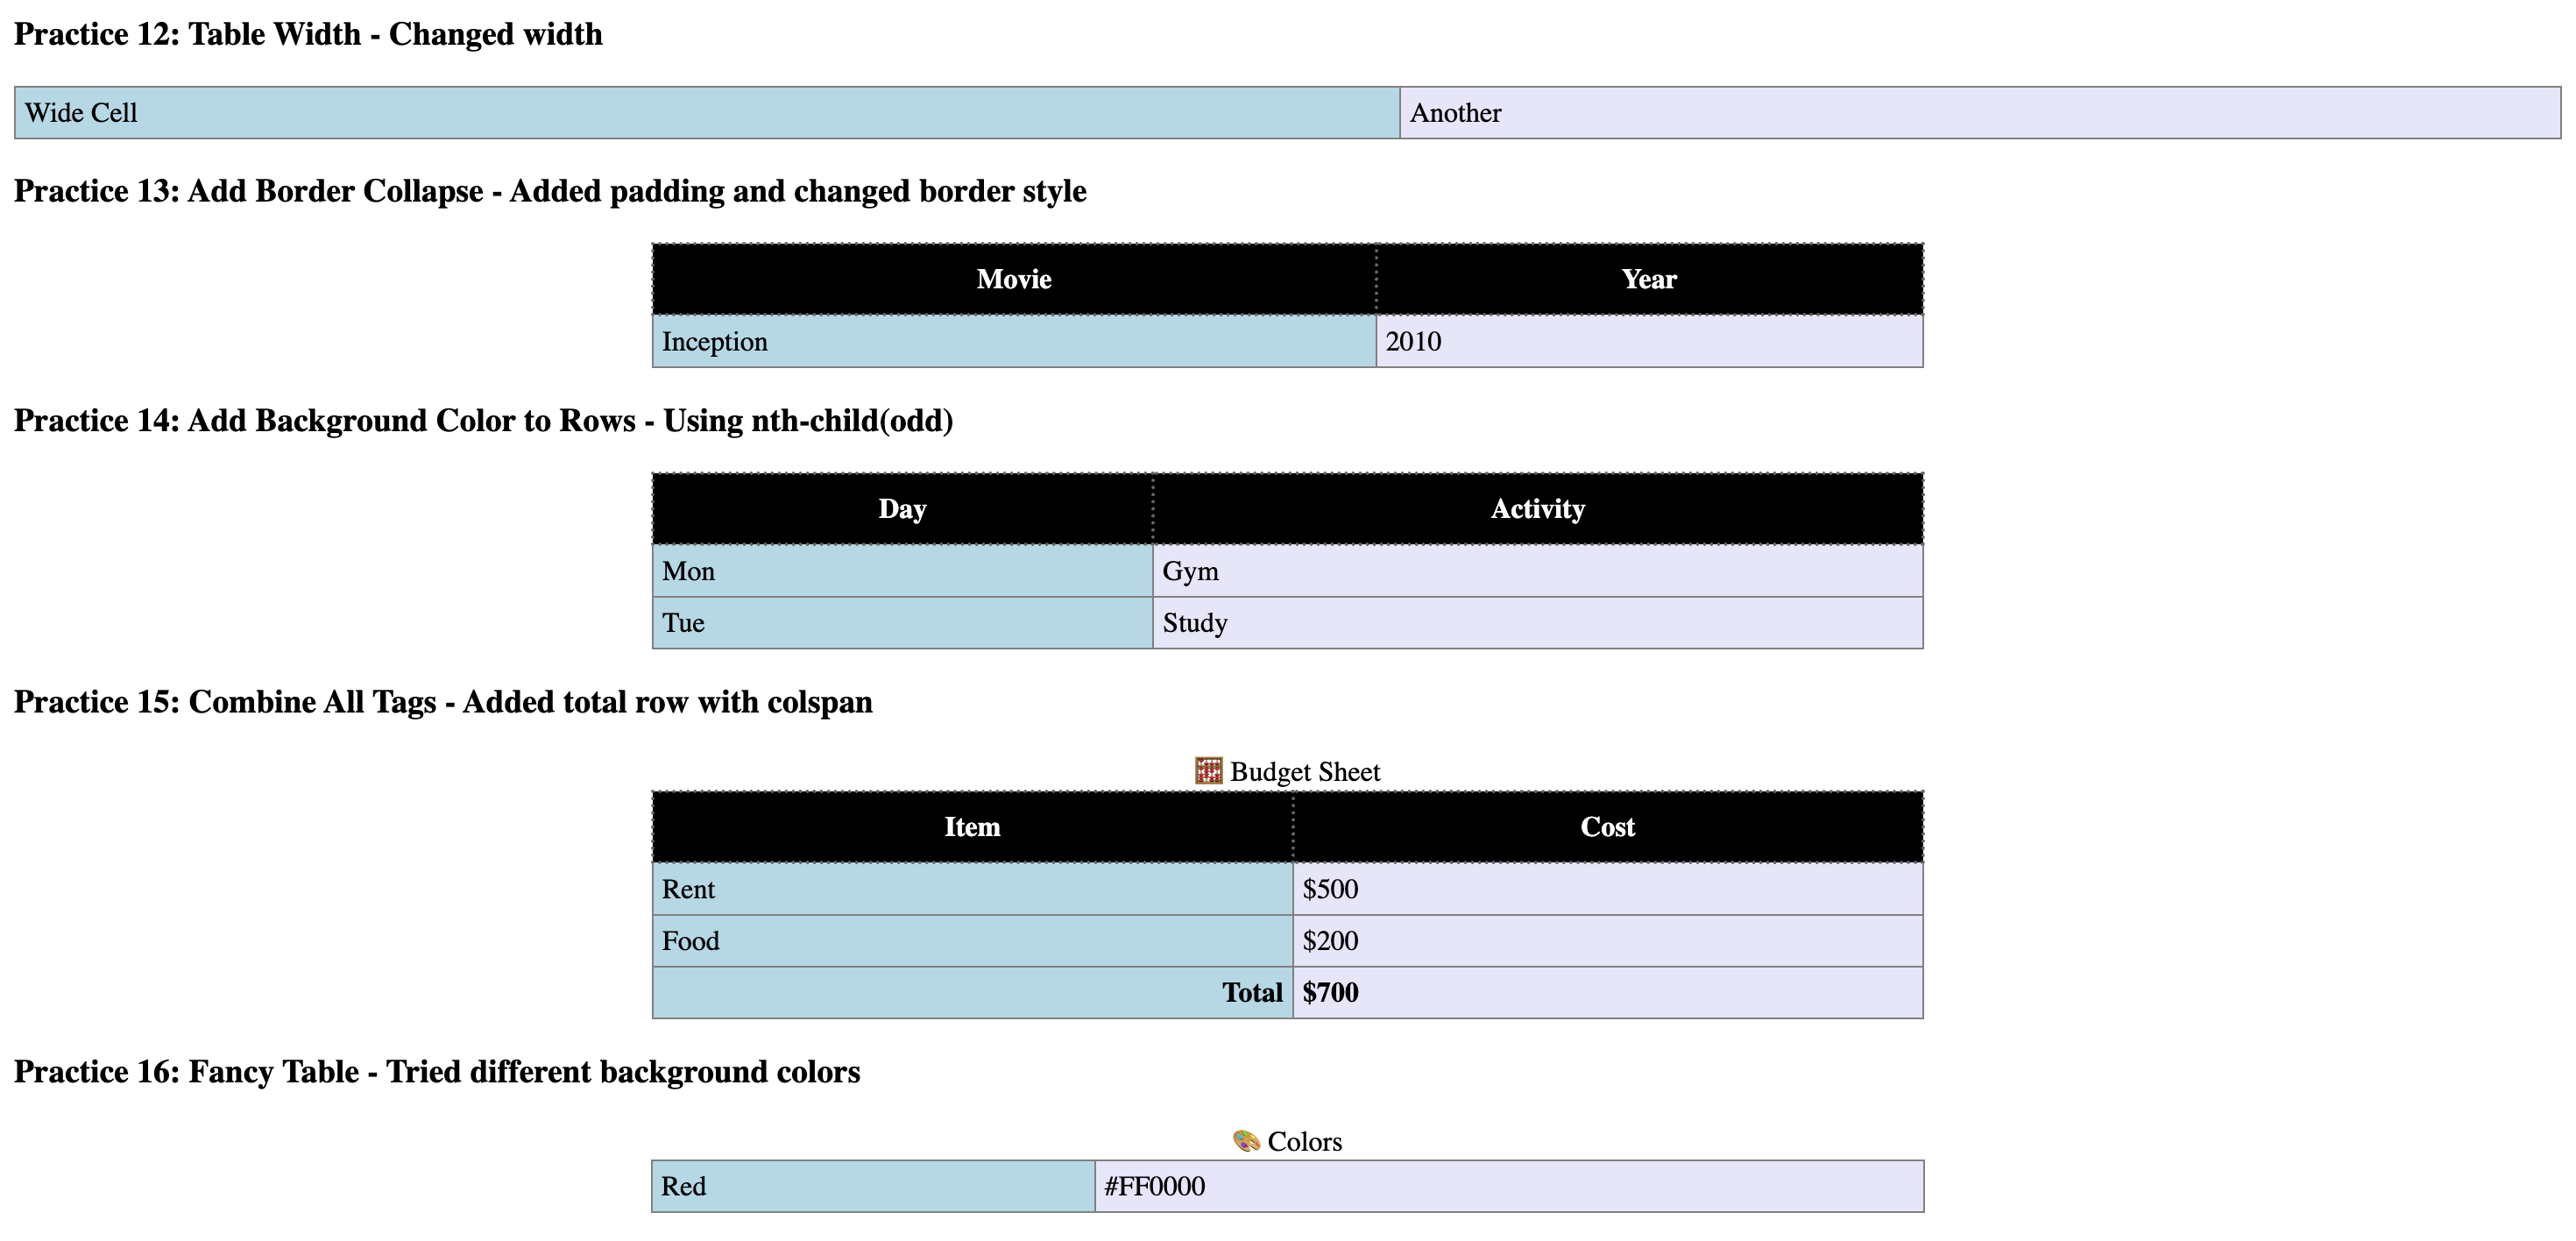 Practice 12: Table Width - Changed width
Wide Cell Another
Practice 13: Add Border Collapse - Added padding and changed border style
Movie Year
Inception 2010
Practice 14: Add Background Color to Rows - Using nth-child(odd)
Day Activity
Mon Gym
Tue Study
Practice 15: Combine All Tags - Added total row with colspan
🧮 Budget Sheet
Item Cost
Rent $500
Food $200
Total $700
Practice 16: Fancy Table - Tried different background colors
🎨 Colors
Red #FF0000